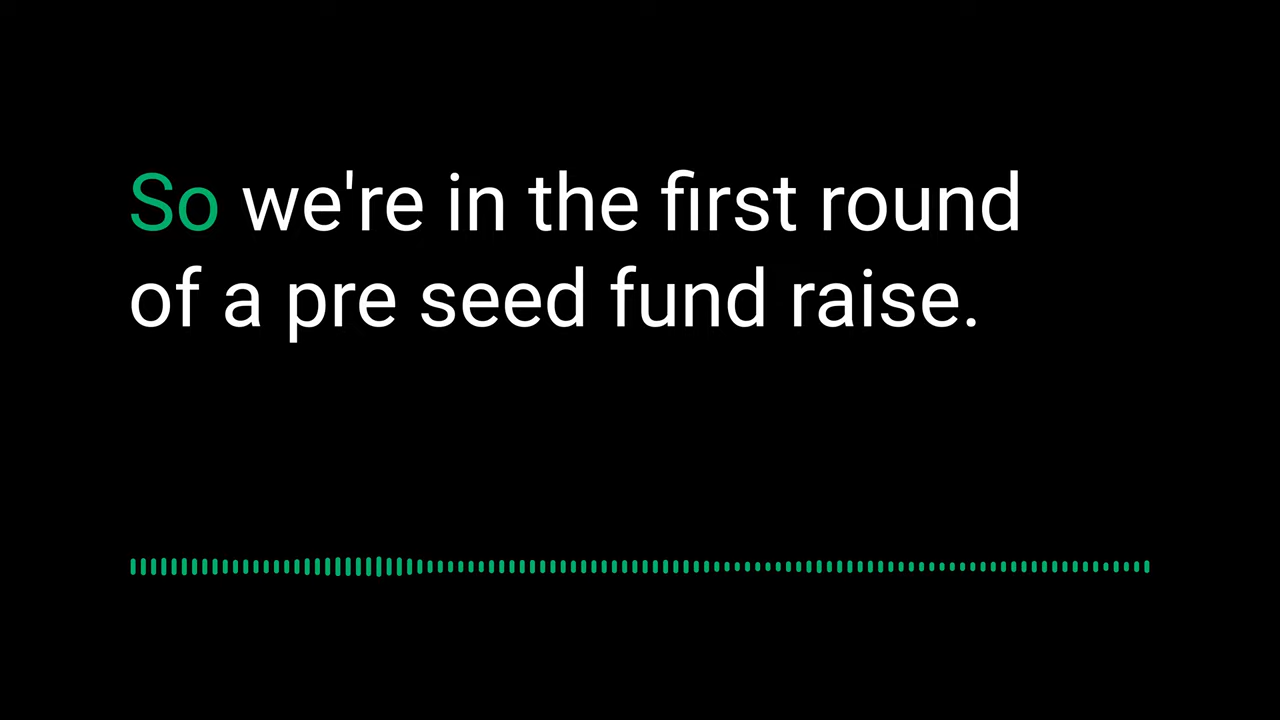 So we're in the first round
of a pre seed fund raise.